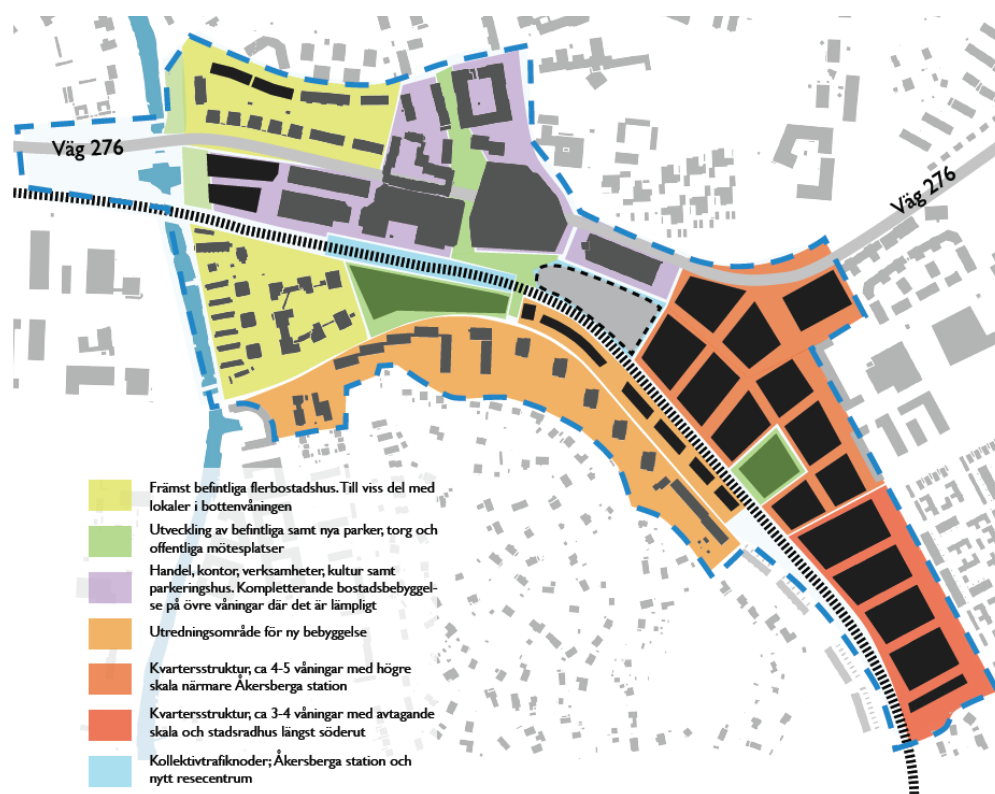 Väg 276
Väg 276
Främst befintliga flerbostadshus. Till viss del med
lokaler i bottenvåningen
Utveckling av befintliga samt nya parker, torg och
offentliga mötesplatser
Handel, kontor, verksamheter, kultur samt
parkeringshus. Kompletterande bostadsbebyggel-
se på övre våningar där det är lämpligt
Utredningsområde för ny bebyggelse
Kvartersstruktur, ca 4-5 våningar med högre
skala närmare Åkersberga station
Kvartersstruktur, ca 3-4 våningar med avtagande
skala och stadsradhus längst söderut
Kollektivtrafiknoder; Åkersberga station och
nytt resecentrum